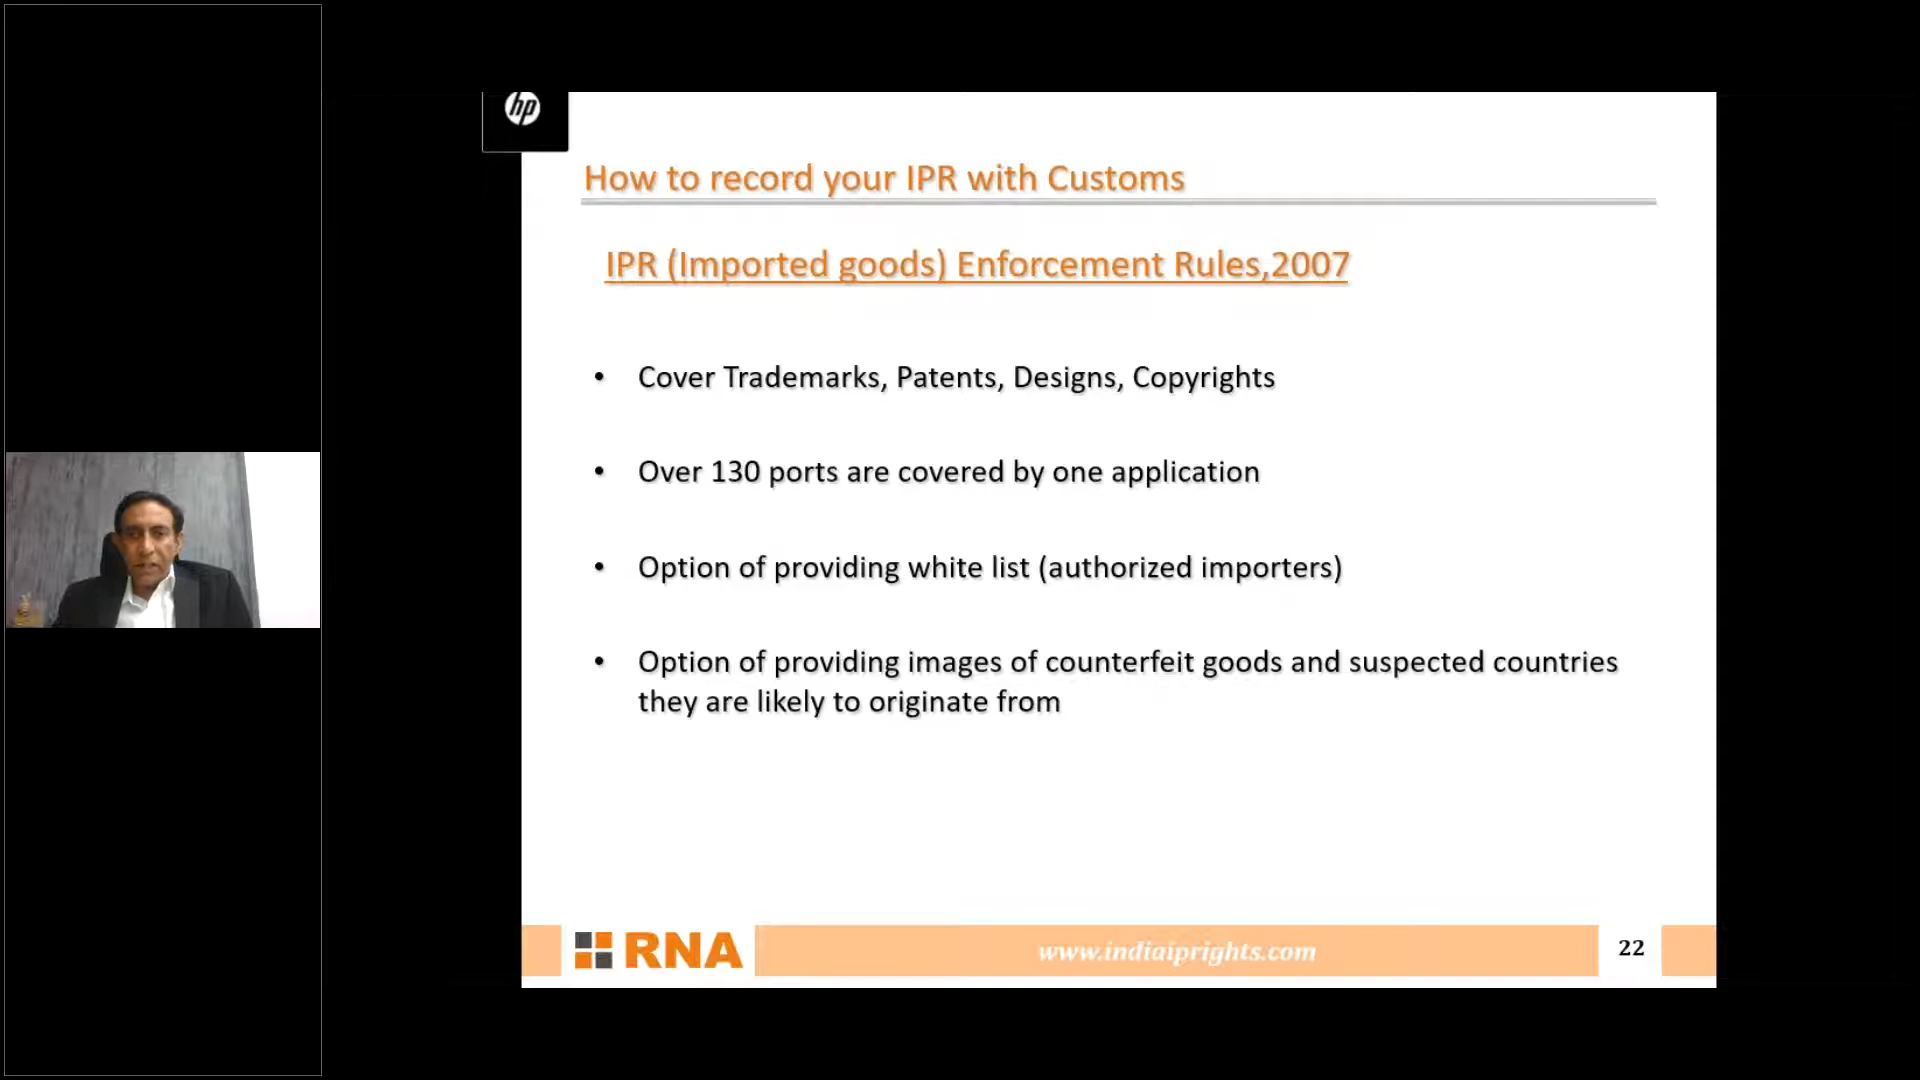 hp
How to record your IPR with Customs
IPR (Imported goods) Enforcement Rules,2007
• Cover Trademarks, Patents, Designs, Copyrights
• Over 130 ports are covered by one application
• Option of providing white list (authorized importers)
• Option of providing images of counterfeit goods and suspected countries
they are likely to originate from
RNA
www.indiaiprights.com
22